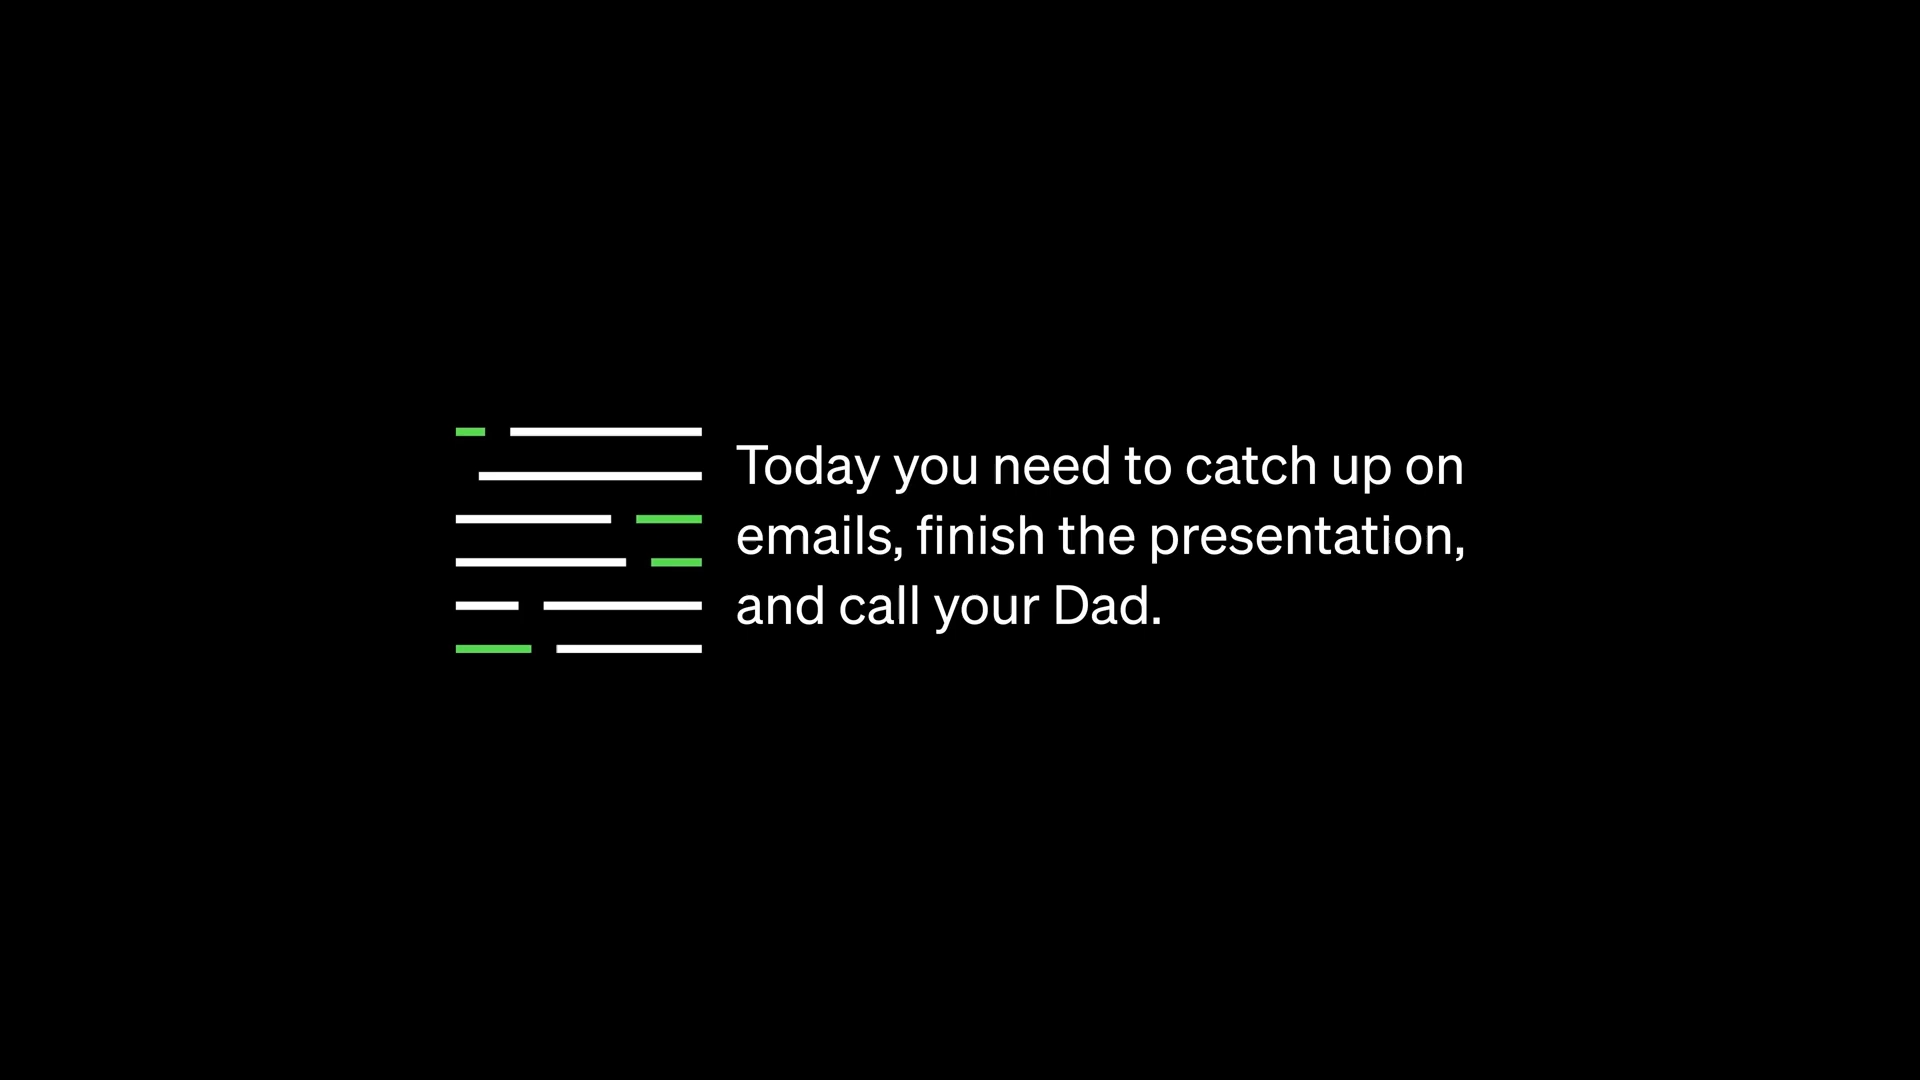 Today you need to catch up on
emails, finish the presentation,
and call your Dad.